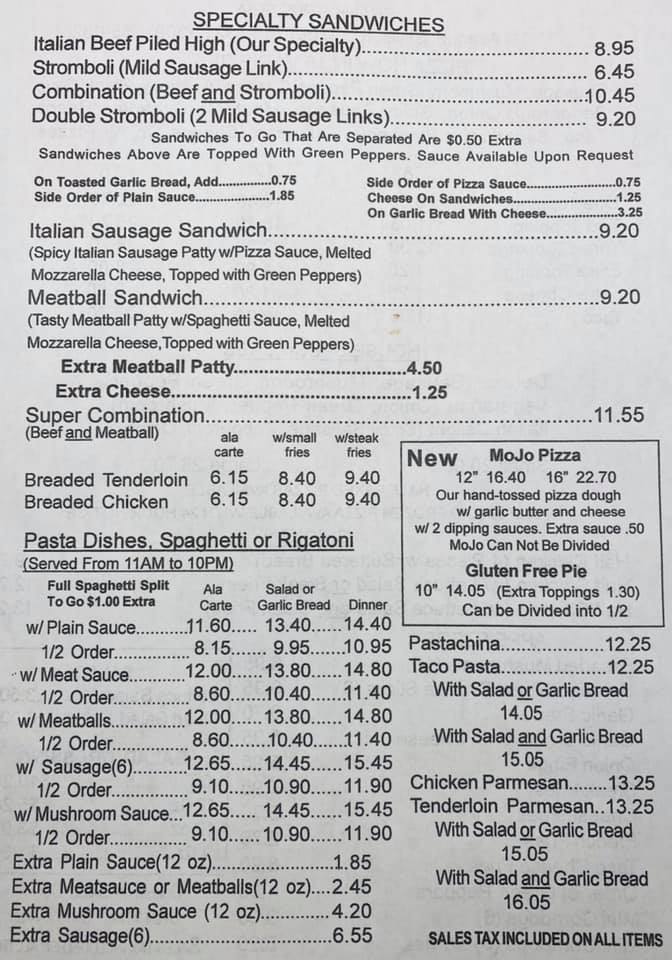 SPECIALTY SANDWICHES
Italian Beef Piled High (Our Specialty)............................... 8.95
Stromboli (Mild Sausage Link)......................................... 6.45
Combination (Beef and Stromboli)...................................10.45
Double Stromboli (2 Mild Sausage Links)........................... 9.20
Sandwiches To Go That Are Separated Are $0.50 Extra
Sandwiches Above Are Topped With Green Peppers. Sauce Available Upon Request
On Toasted Garlic Bread, Add..............0.75
Side Order of Plain Sauce....................1.85
Side Order of Pizza Sauce........................0.75
Cheese On Sandwiches............................1.25
On Garlic Bread With Cheese...................3.25
Italian Sausage Sandwich..............................................9.20
(Spicy Italian Sausage Patty w/Pizza Sauce, Melted
Mozzarella Cheese, Topped with Green Peppers)
Meatball Sandwich.......................................................9.20
(Tasty Meatball Patty w/Spaghetti Sauce, Melted
Mozzarella Cheese,Topped with Green Peppers)
Extra Meatball Patty........................4.50
Extra Cheese.................................1.25
Super Combination......................................................11.55
(Beef and Meatball)
ala carte w/small fries w/steak fries
Breaded Tenderloin 6.15 8.40 9.40
Breaded Chicken 6.15 8.40 9.40
New MoJo Pizza
12" 16.40 16" 22.70
Our hand-tossed pizza dough
w/ garlic butter and cheese
w/ 2 dipping sauces. Extra sauce .50
MoJo Can Not Be Divided
Gluten Free Pie
10" 14.05 (Extra Toppings 1.30)
Can be Divided into 1/2
Pasta Dishes, Spaghetti or Rigatoni
(Served From 11AM to 10PM)
Full Spaghetti Split
To Go $1.00 Extra
Ala Carte Salad or Garlic Bread Dinner
w/ Plain Sauce..........11.60..... 13.40......14.40
1/2 Order................ 8.15...... 9.95.....10.95
w/ Meat Sauce.........12.00..... 13.80......14.80
1/2 Order................ 8.60..... 10.40.....11.40
w/ Meatballs............12.00..... 13.80......14.80
1/2 Order............... 8.60.......10.40.....11.40
w/ Sausage(6)..........12.65..... 14.45......15.45
1/2 Order................ 9.10..... 10.90......11.90
w/ Mushroom Sauce...12.65..... 14.45......15.45
1/2 Order................ 9.10..... 10.90......11.90
Extra Plain Sauce(12 oz)......................1.85
Extra Meatsauce or Meatballs(12 oz)....2.45
Extra Mushroom Sauce (12 oz).............4.20
Extra Sausage(6)..................................6.55
Pastachina................12.25
Taco Pasta...............12.25
With Salad or Garlic Bread
14.05
With Salad and Garlic Bread
15.05
Chicken Parmesan........13.25
Tenderloin Parmesan..13.25
With Salad or Garlic Bread
15.05
With Salad and Garlic Bread
16.05
SALES TAX INCLUDED ON ALL ITEMS